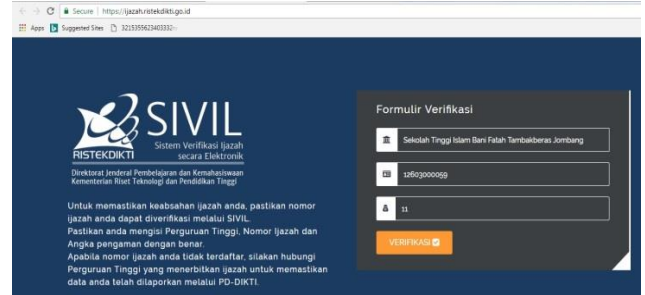 Secure https://ijazah.ristekdikti.go.id
Apps Suggested Sites
SIVIL
Sistem Verifikasi Ijazah
secara Elektronik
RISTEKDIKTI
Direktorat Jenderal Pembelajaran dan Kemahasiswaan
Kementerian Riset Teknologi dan Pendidikan Tinggi
Untuk memastikan keabsahan ijazah anda, pastikan nomor
ijazah anda dapat diverifikasi melalui SIVIL.
Pastikan anda mengisi Perguruan Tinggi, Nomor Ijazah dan
Angka pengaman dengan benar.
Apabila nomor ijazah anda tidak terdaftar, silakan hubungi
Perguruan Tinggi yang menerbitkan ijazah untuk memastikan
data anda telah dilaporkan melalui PD-DIKTI.
Formulir Verifikasi
Sekolah Tinggi Islam Bani Fatah Tambakberas Jombang
12603000059
11
VERIFIKASI